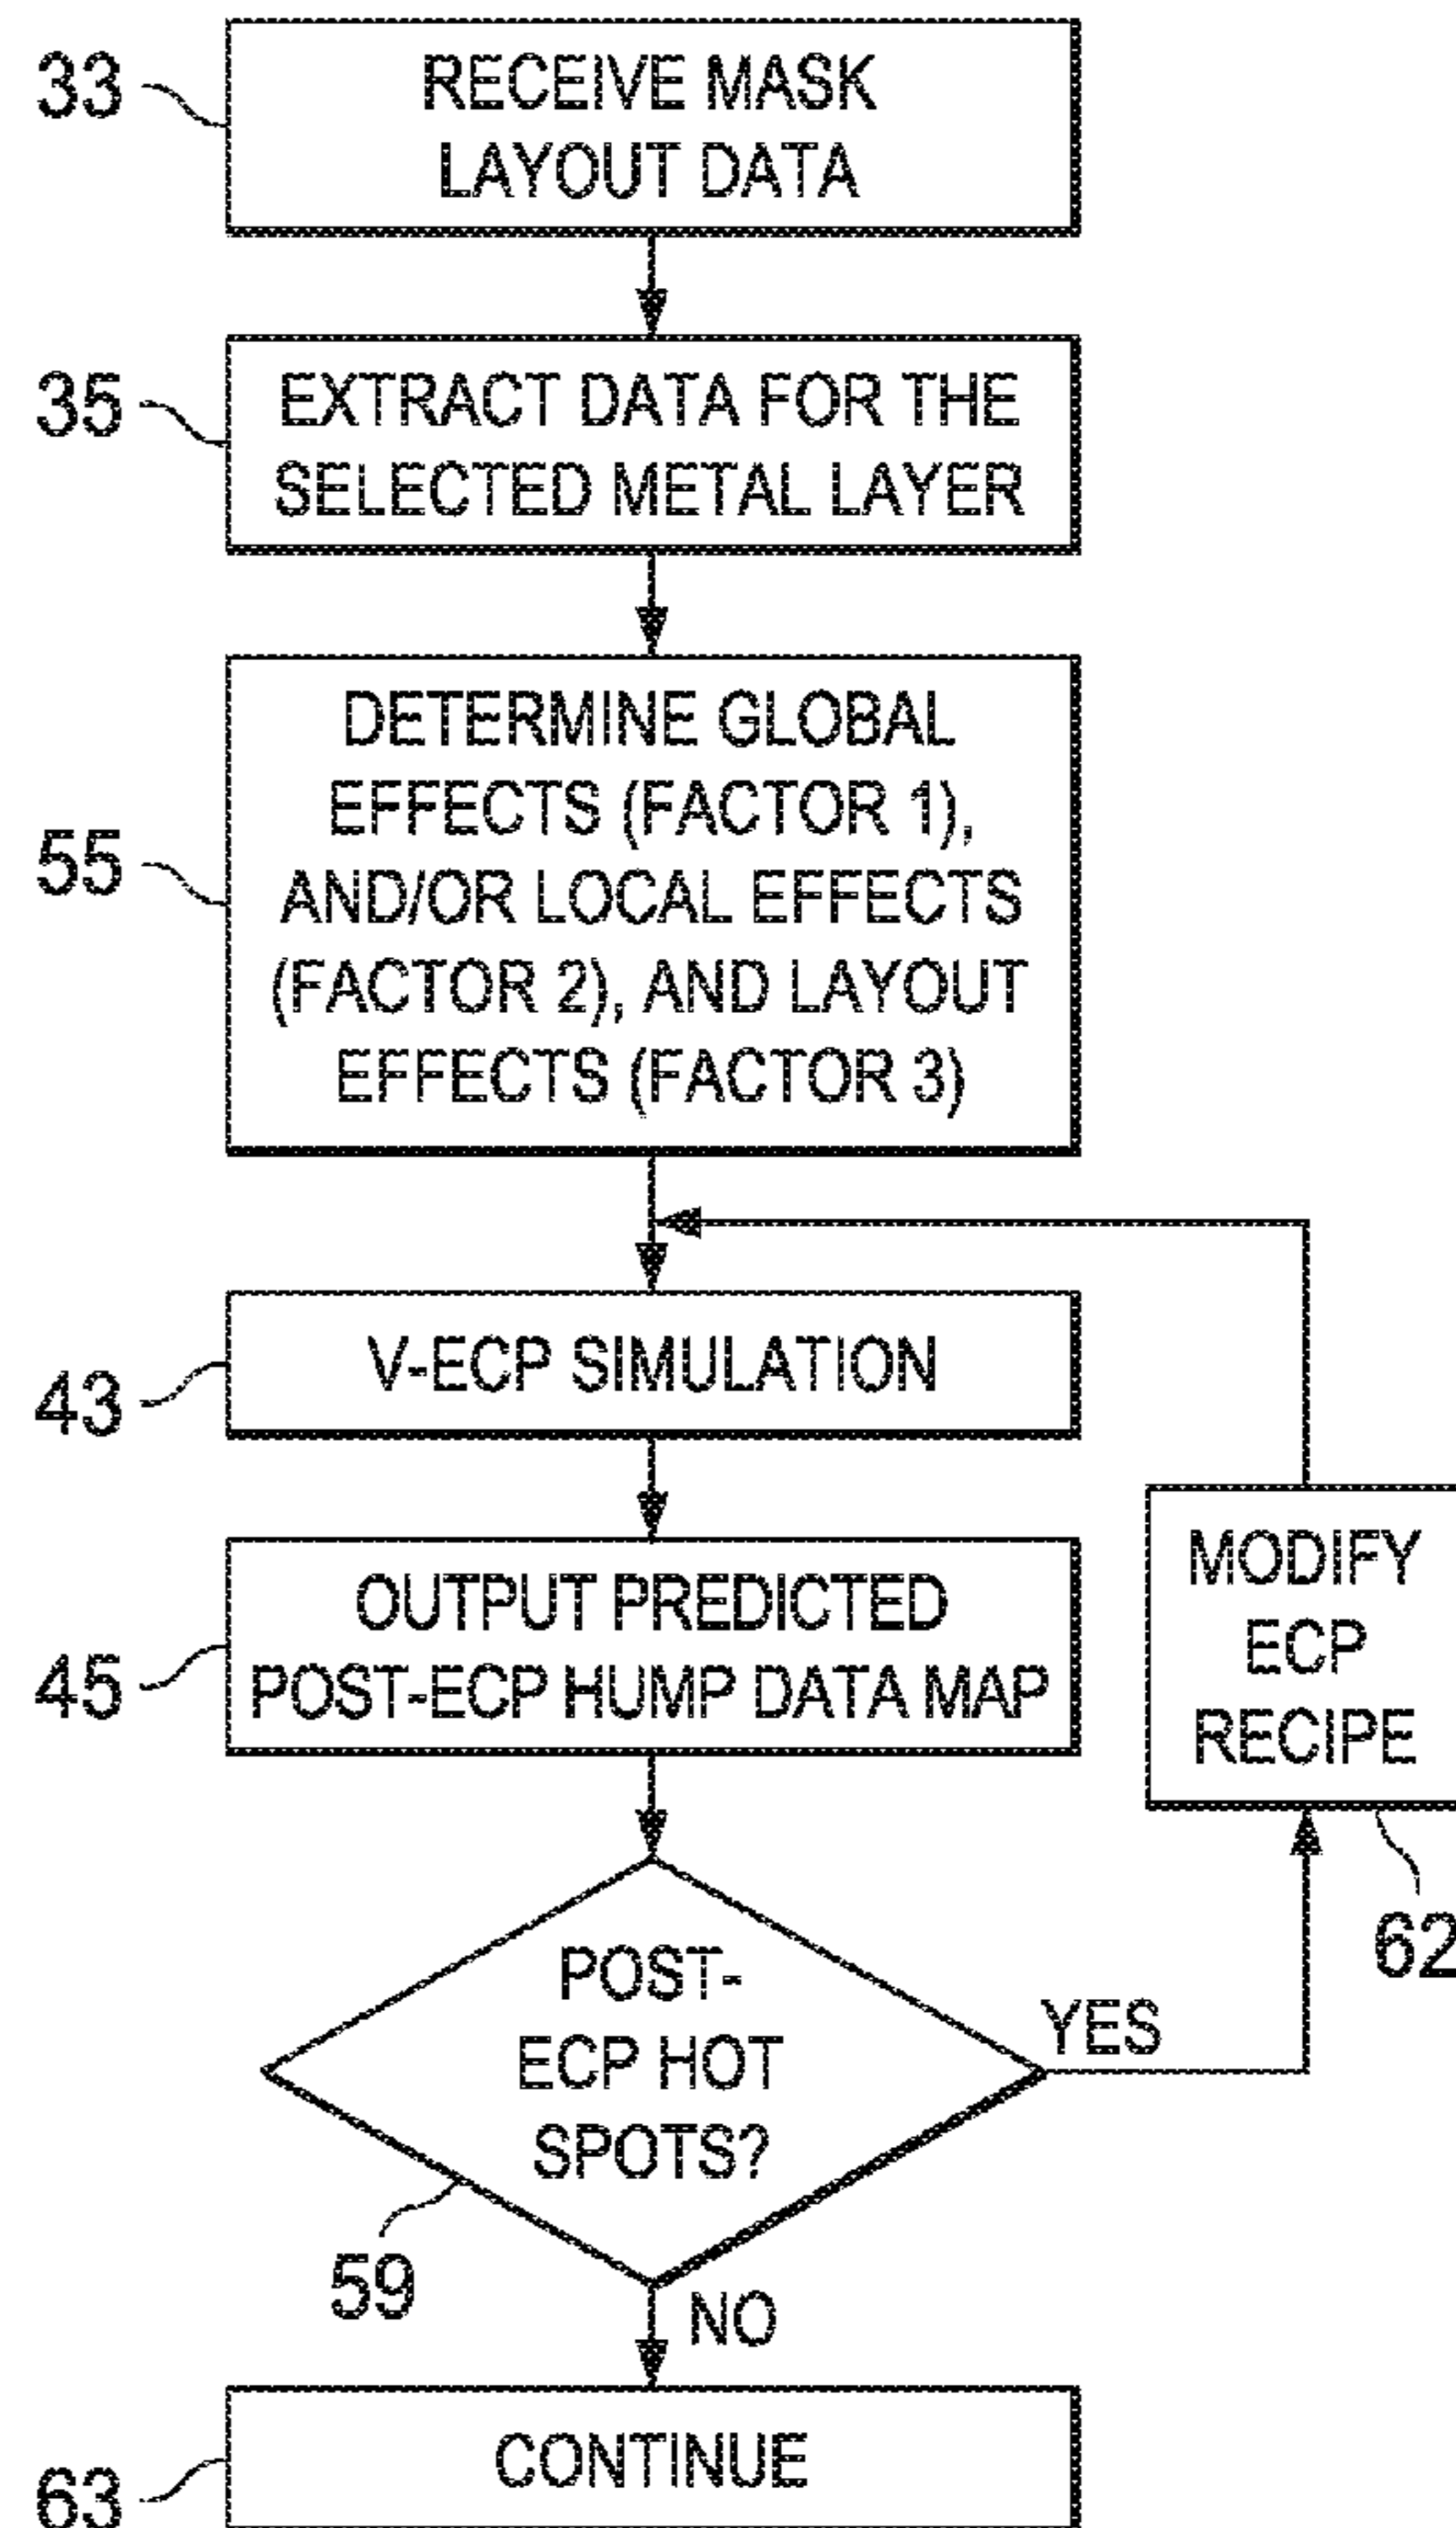 33
RECEIVE MASK
LAYOUT DATA
35
EXTRACT DATA FOR THE
SELECTED METAL LAYER
55
DETERMINE GLOBAL
EFFECTS (FACTOR 1),
AND/OR LOCAL EFFECTS
(FACTOR 2), AND LAYOUT
EFFECTS (FACTOR 3)
43
V-ECP SIMULATION
45
OUTPUT PREDICTED
POST-ECP HUMP DATA MAP
MODIFY
ECP
RECIPE
62
POST-
ECP HOT
SPOTS?
YES
59
NO
63
CONTINUE